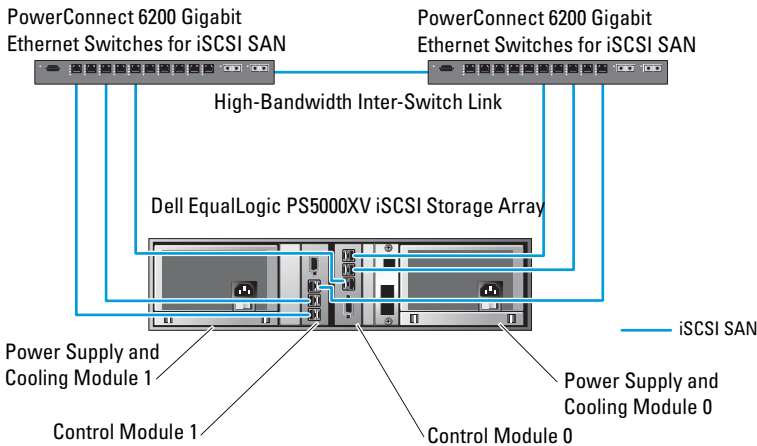 PowerConnect 6200 Gigabit
Ethernet Switches for iSCSI SAN
PowerConnect 6200 Gigabit
Ethernet Switches for iSCSI SAN
High-Bandwidth Inter-Switch Link
Dell EqualLogic PS5000XV iSCSI Storage Array
iSCSI SAN
Power Supply and
Cooling Module 1
Power Supply and
Cooling Module 0
Control Module 1
Control Module 0